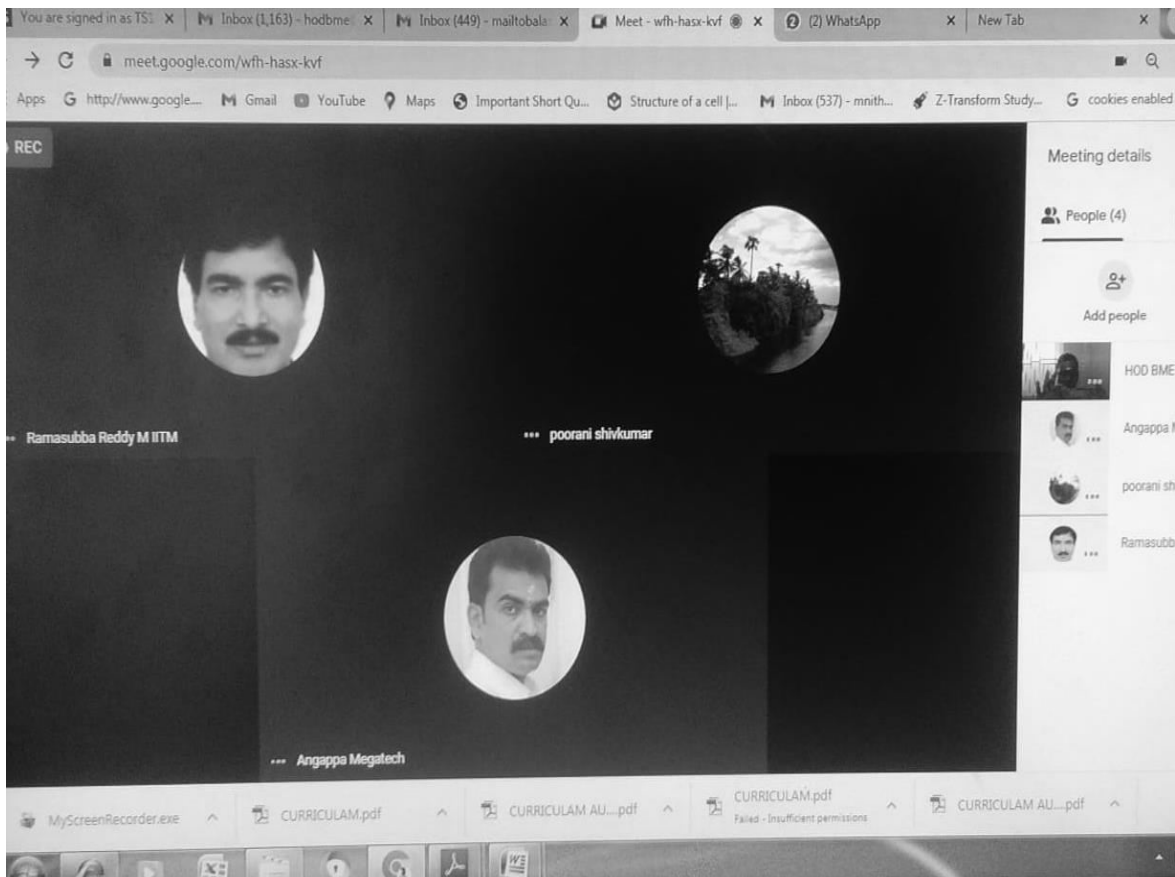 You are signed in as TS1
Inbox (1,163) - hodbme
Inbox (449) - mailtobala
Meet - wfh-hasx-kvf
(2) WhatsApp
New Tab
meet.google.com/wfh-hasx-kvf
Apps
http://www.google....
Gmail
YouTube
Maps
Important Short Qu...
Structure of a cell |...
Inbox (537) - mnith...
Z-Transform Study...
cookies enabled
REC
Meeting details
People (4)
Add people
HOD BME
Angappa M
poorani sh
Ramasubb
Ramasubba Reddy M IITM
poorani shivkumar
Angappa Megatech
MyScreenRecorder.exe
CURRICULAM.pdf
CURRICULAM AU....pdf
CURRICULAM.pdf
Failed - Insufficient permissions
CURRICULAM AU....pdf